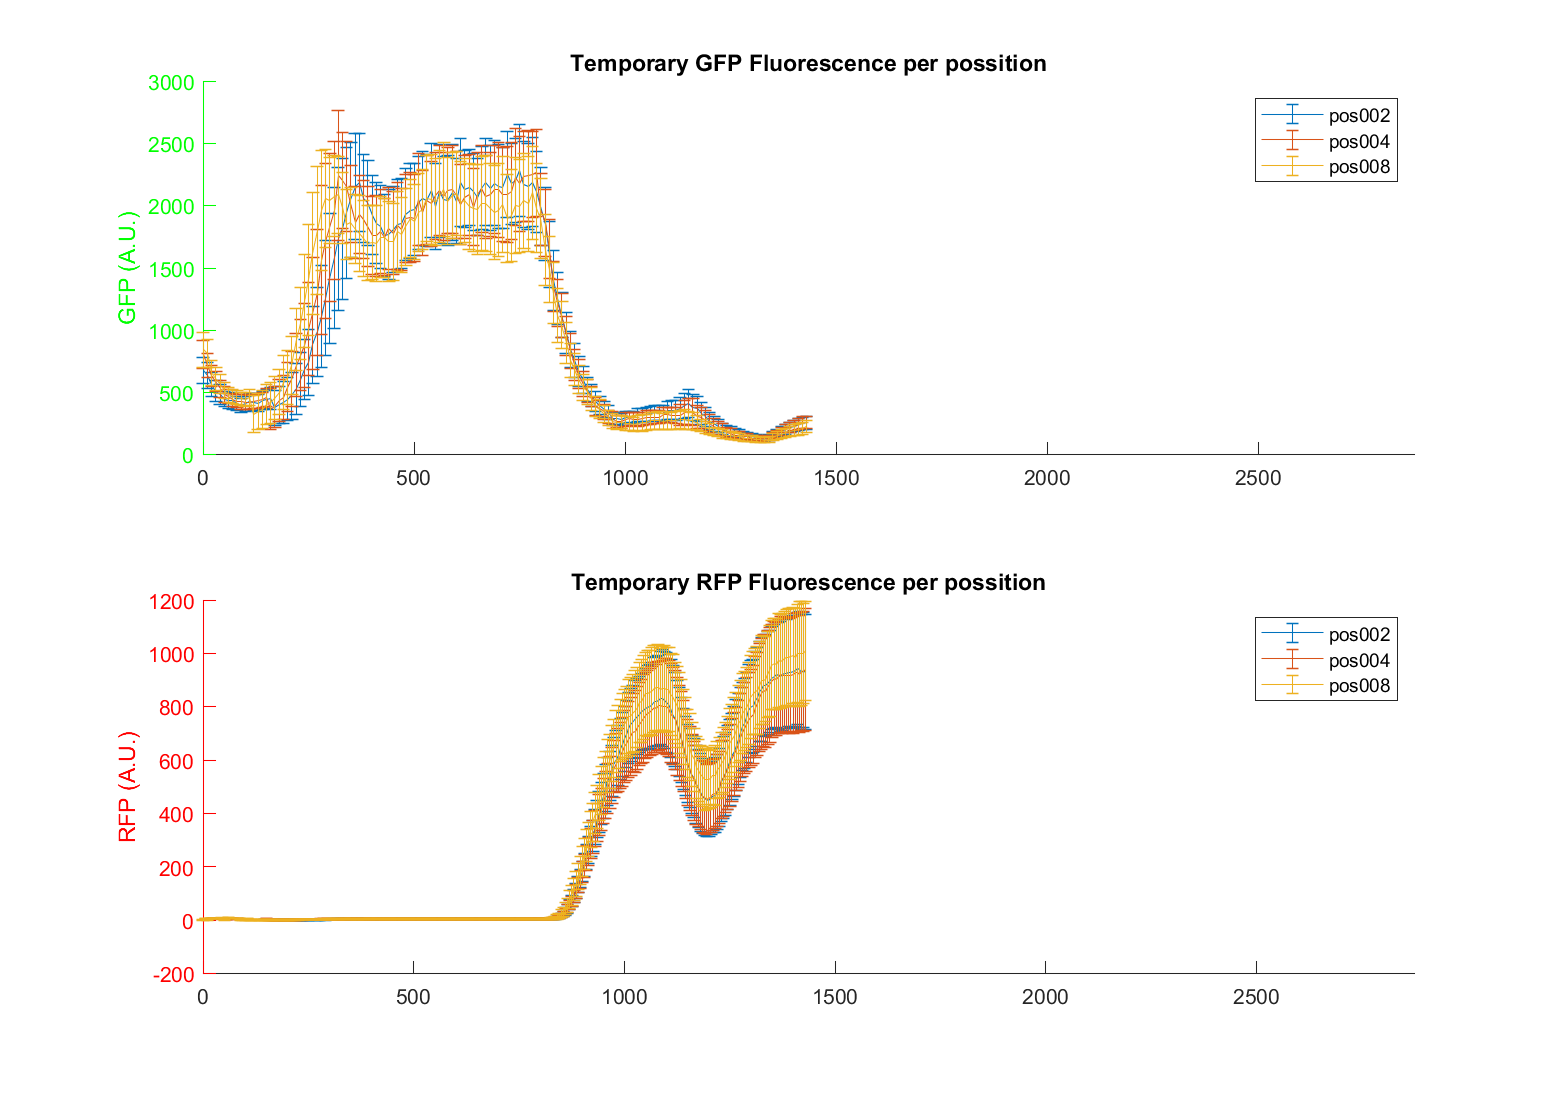 Temporary GFP Fluorescence per possition
GFP (A.U.)
3000
2500
2000
1500
1000
500
0
0 500 1000 1500 2000 2500
pos002
pos004
pos008
Temporary RFP Fluorescence per possition
RFP (A.U.)
1200
1000
800
600
400
200
0
-200
0 500 1000 1500 2000 2500
pos002
pos004
pos008